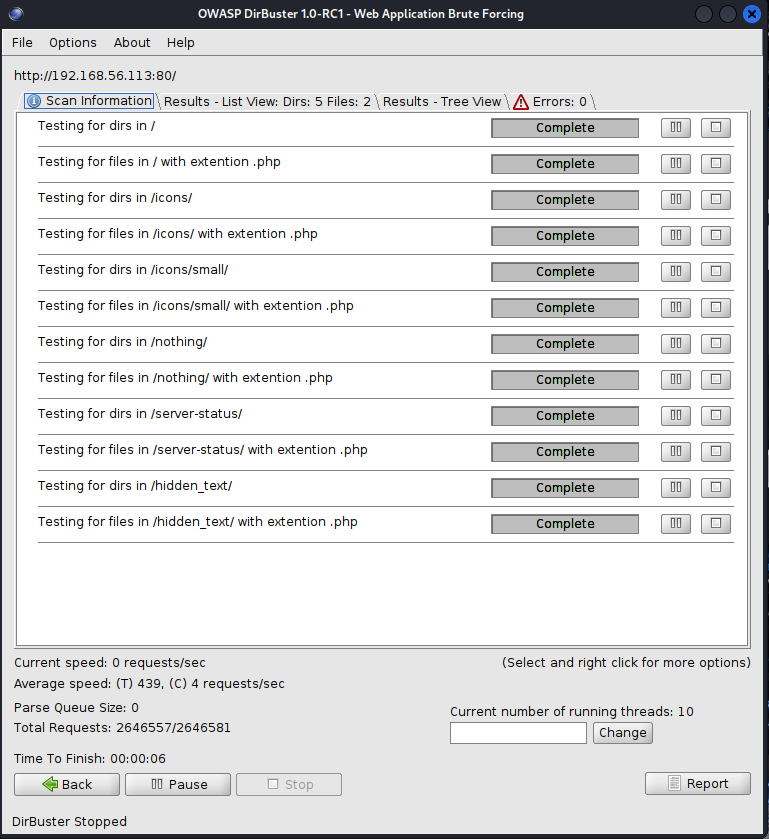 OWASP DirBuster 1.0-RC1 - Web Application Brute Forcing
File Options About Help
http://192.168.56.113:80/
Scan Information Results - List View: Dirs: 5 Files: 2 Results - Tree View Errors: 0
Testing for dirs in / Complete
Testing for files in / with extention .php Complete
Testing for dirs in /icons/ Complete
Testing for files in /icons/ with extention .php Complete
Testing for dirs in /icons/small/ Complete
Testing for files in /icons/small/ with extention .php Complete
Testing for dirs in /nothing/ Complete
Testing for files in /nothing/ with extention .php Complete
Testing for dirs in /server-status/ Complete
Testing for files in /server-status/ with extention .php Complete
Testing for dirs in /hidden_text/ Complete
Testing for files in /hidden_text/ with extention .php Complete
Current speed: 0 requests/sec (Select and right click for more options)
Average speed: (T) 439, (C) 4 requests/sec
Parse Queue Size: 0 Current number of running threads: 10
Total Requests: 2646557/2646581 Change
Time To Finish: 00:00:06
Back Pause Stop Report
DirBuster Stopped